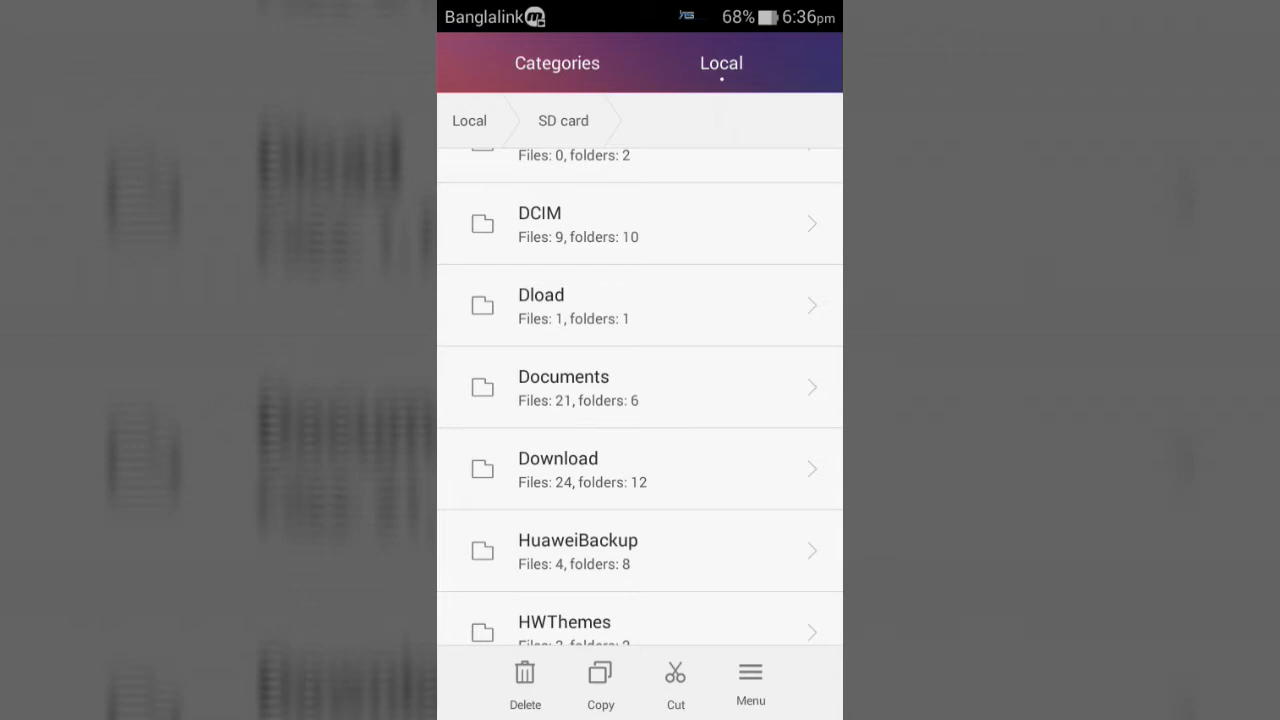 Banglalink 68% 6:36pm
Categories Local
Local SD card
Files: 0, folders: 2
DCIM
Files: 9, folders: 10
Dload
Files: 1, folders: 1
Documents
Files: 21, folders: 6
Download
Files: 24, folders: 12
HuaweiBackup
Files: 4, folders: 8
HWThemes
Delete Copy Cut Menu